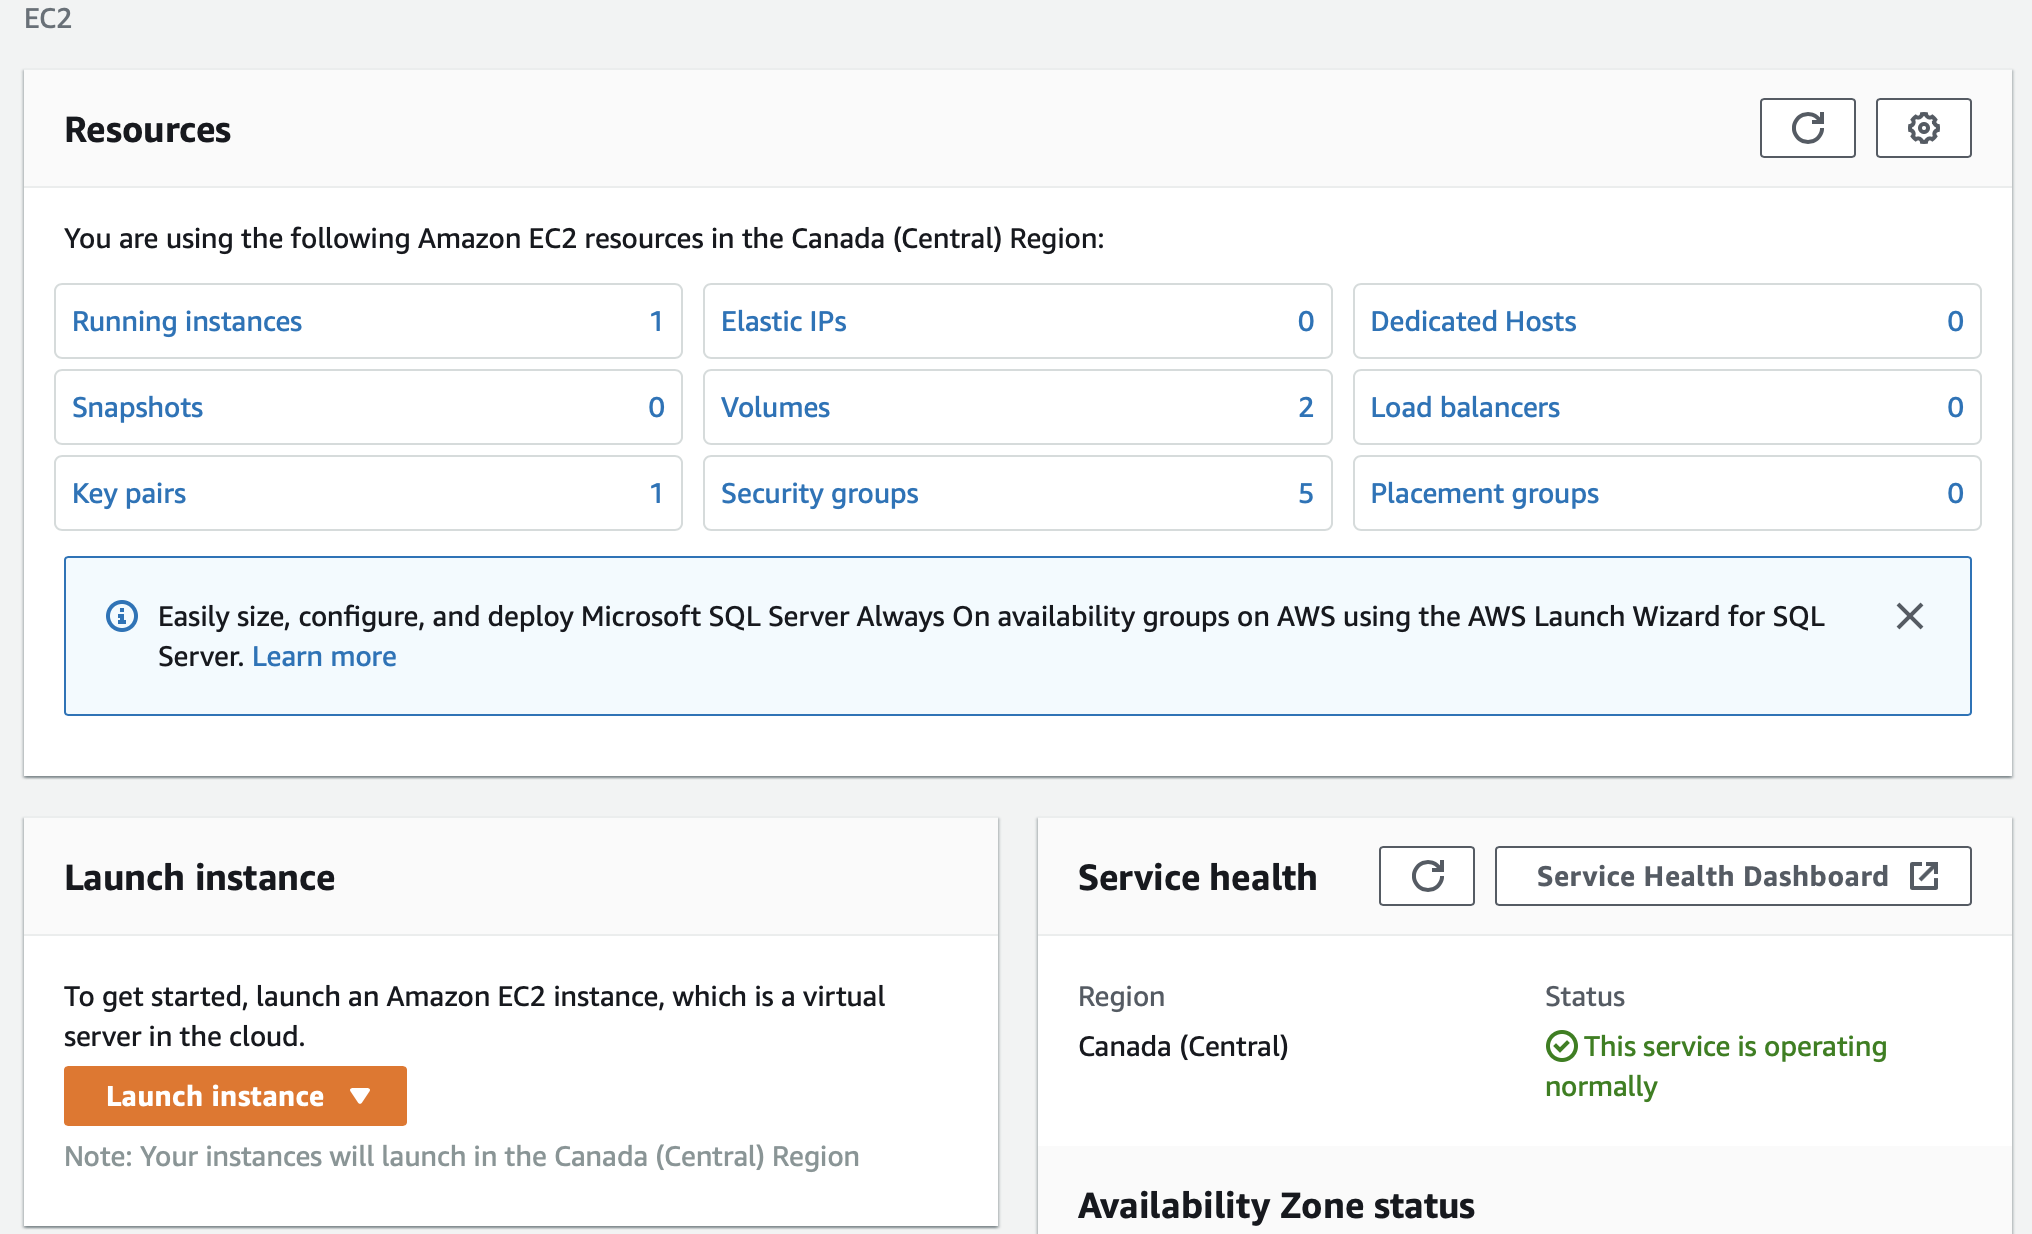 EC2
Resources
You are using the following Amazon EC2 resources in the Canada (Central) Region:
Running instances 1
Elastic IPs 0
Dedicated Hosts 0
Snapshots 0
Volumes 2
Load balancers 0
Key pairs 1
Security groups 5
Placement groups 0
Easily size, configure, and deploy Microsoft SQL Server Always On availability groups on AWS using the AWS Launch Wizard for SQL
Server. Learn more
Launch instance
To get started, launch an Amazon EC2 instance, which is a virtual
server in the cloud.
Launch instance
Note: Your instances will launch in the Canada (Central) Region
Service health
Service Health Dashboard
Region
Canada (Central)
Status
This service is operating
normally
Availability Zone status